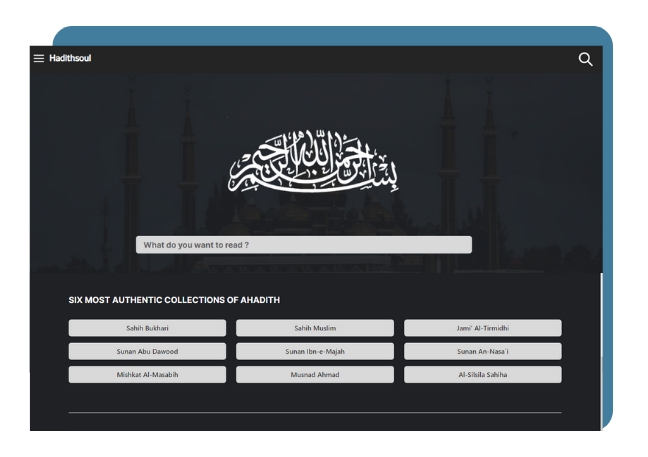 Hadithsoul
بسم الله الرحمن الرحيم
What do you want to read ?
SIX MOST AUTHENTIC COLLECTIONS OF AHADITH
Sahih Bukhari
Sahih Muslim
Jami' Al-Tirmidhi
Sunan Abu Dawood
Sunan Ibn-e-Majah
Sunan An-Nasa'i
Mishkat Al-Masabih
Musnad Ahmad
Al-Silsila Sahiha